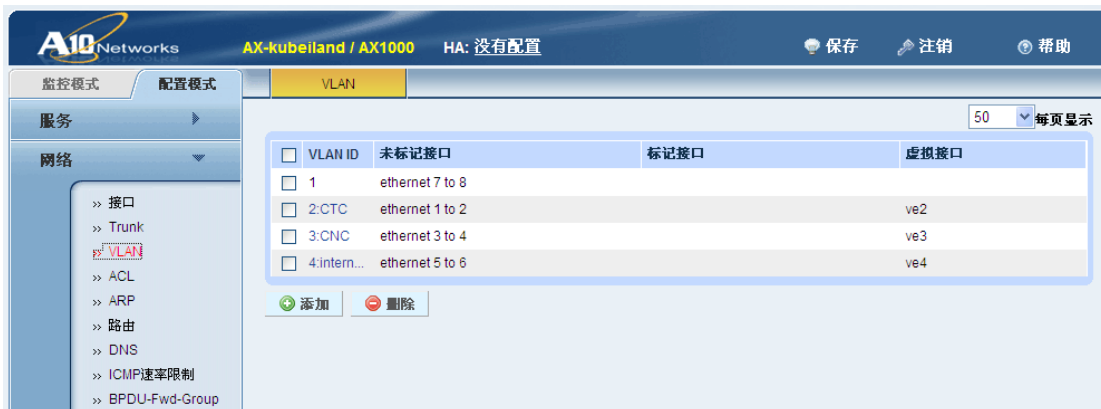 A10 Networks AX-kubeiland / AX1000 HA: 没有配置 保存 注销 帮助
监控模式 配置模式 VLAN
服务
50 每页显示
网络
VLAN ID 未标记接口 标记接口 虚拟接口
1 ethernet 7 to 8
2:CTC ethernet 1 to 2 ve2
3:CNC ethernet 3 to 4 ve3
4:intern... ethernet 5 to 6 ve4
添加 删除
» 接口
» Trunk
» VLAN
» ACL
» ARP
» 路由
» DNS
» ICMP速率限制
» BPDU-Fwd-Group